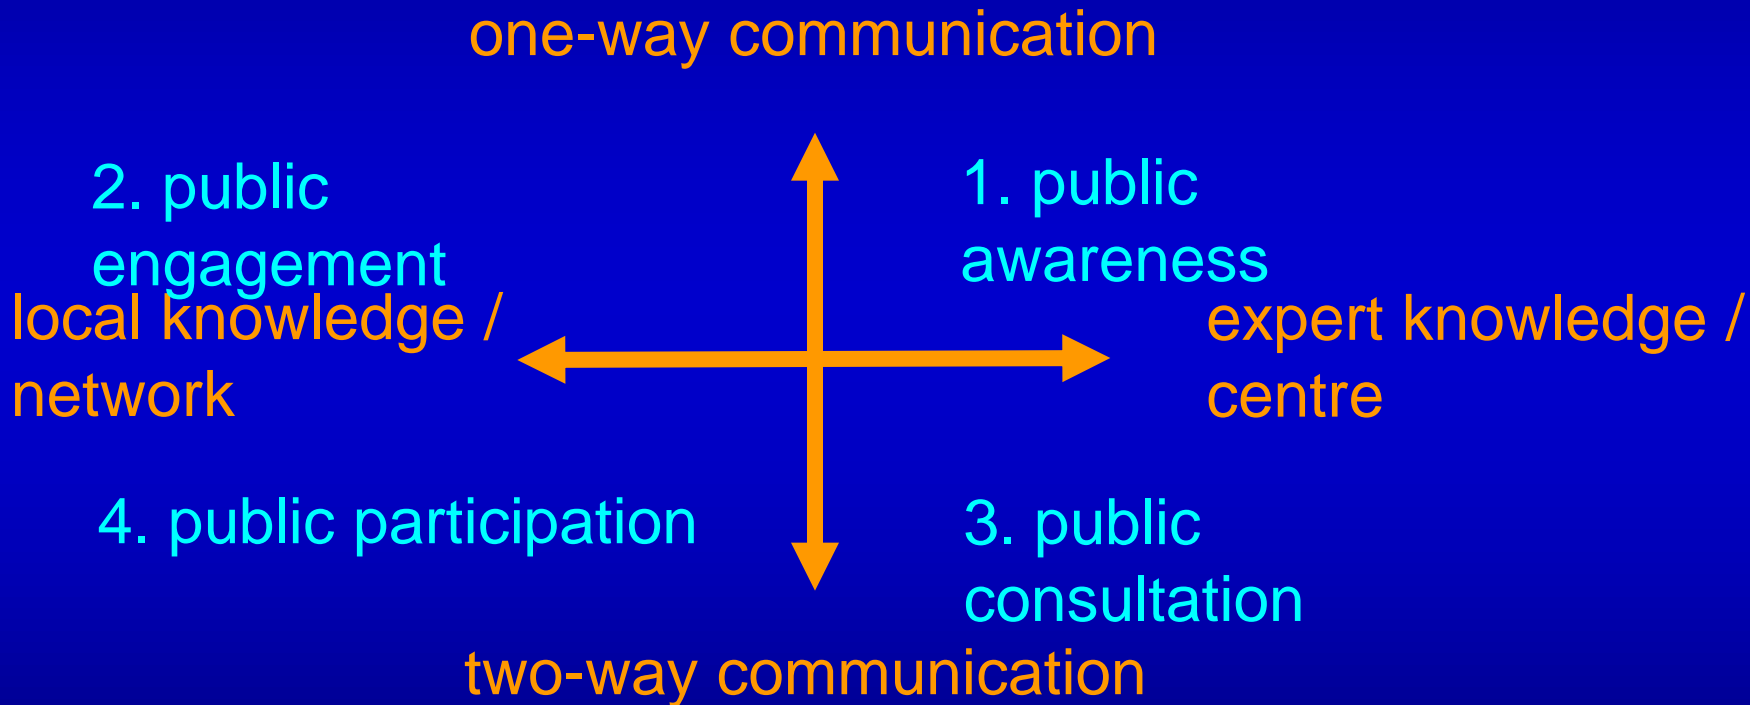 one-way communication
2. public
engagement
1. public
awareness
local knowledge /
network
expert knowledge /
centre
4. public participation
3. public
consultation
two-way communication